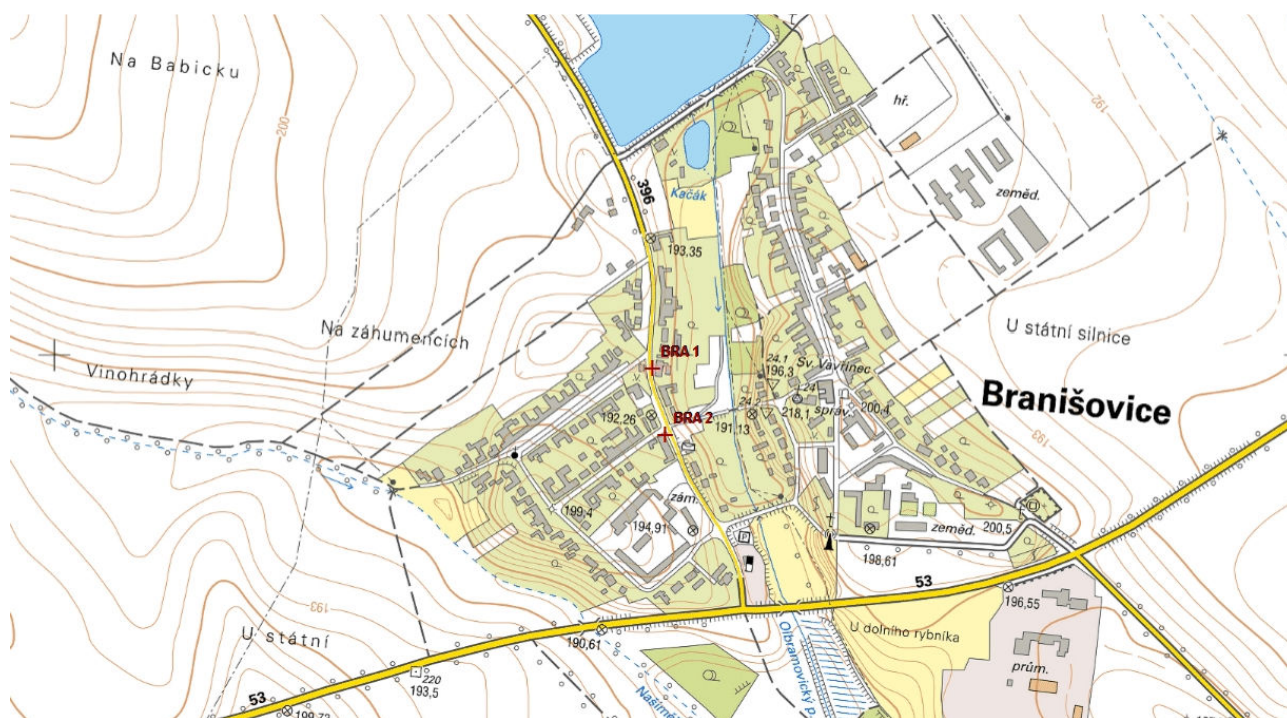 Na Babicku
200
396
Kačák
193,35
hř.
192
zeměd.
Na záhumencích
U státní silnice
Vinohrádky
BRA 1
24.1
196,3
Sv. Vavřinec
218,1
správ.
200,4
Branišovice
192,26
BRA 2
191,13
193
zám.
199,4
194,91
P
zeměd.
200,5
198,61
53
196,55
193
U státní
190,61
U dolního rybníka
Olbramovický p.
prům.
220
193,5
53